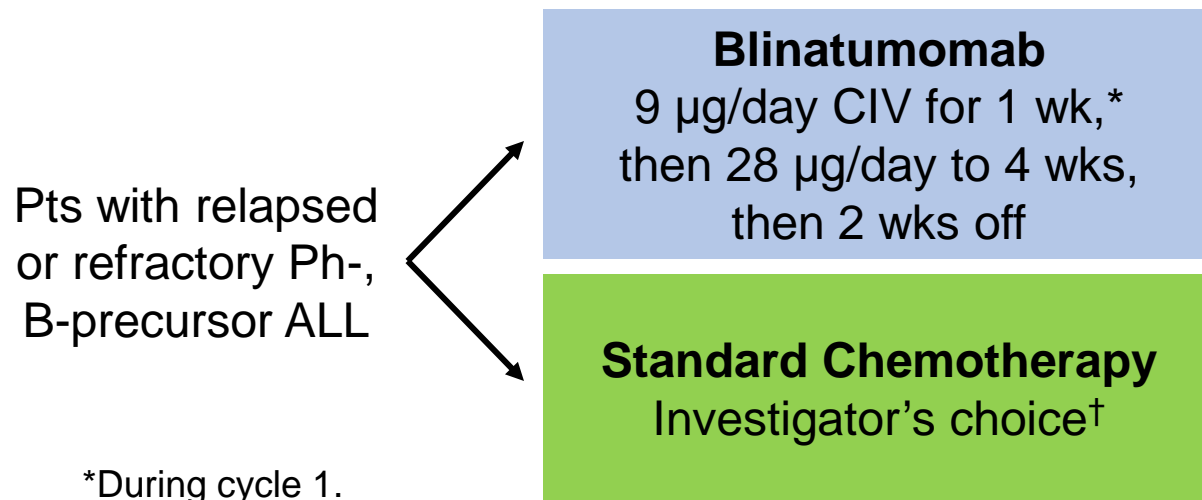 Pts with relapsed
or refractory Ph-,
B-precursor ALL
Blinatumomab
9 µg/day CIV for 1 wk,*
then 28 µg/day to 4 wks,
then 2 wks off
Standard Chemotherapy
Investigator’s choice†
*During cycle 1.